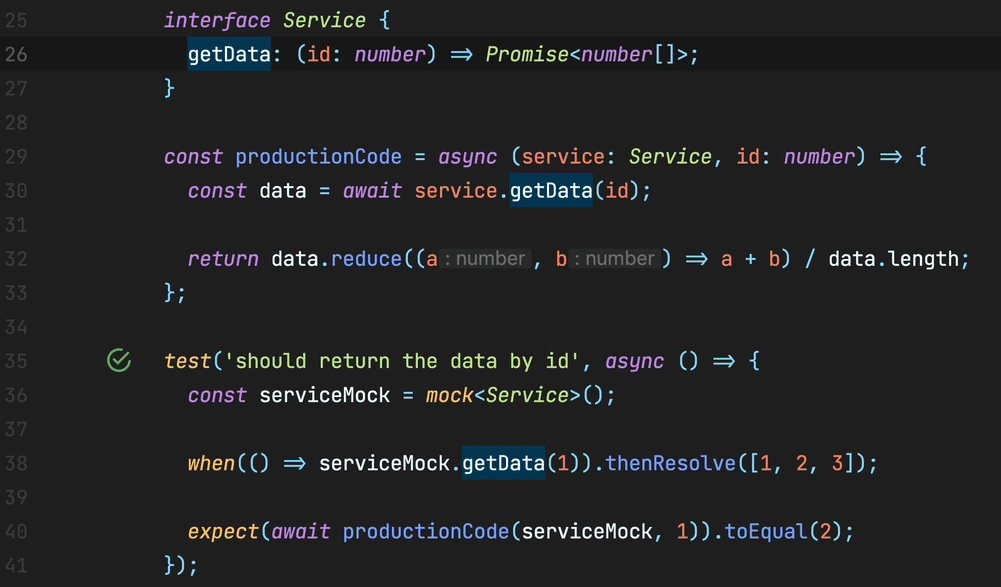 25 interface Service {
26 getData: (id: number) => Promise<number[]>;
27 }
28
29 const productionCode = async (service: Service, id: number) => {
30 const data = await service.getData(id);
31
32 return data.reduce((a : number , b : number ) => a + b) / data.length;
33 };
34
35 test('should return the data by id', async () => {
36 const serviceMock = mock<Service>();
37
38 when(() => serviceMock.getData(1)).thenResolve([1, 2, 3]);
39
40 expect(await productionCode(serviceMock, 1)).toEqual(2);
41 });